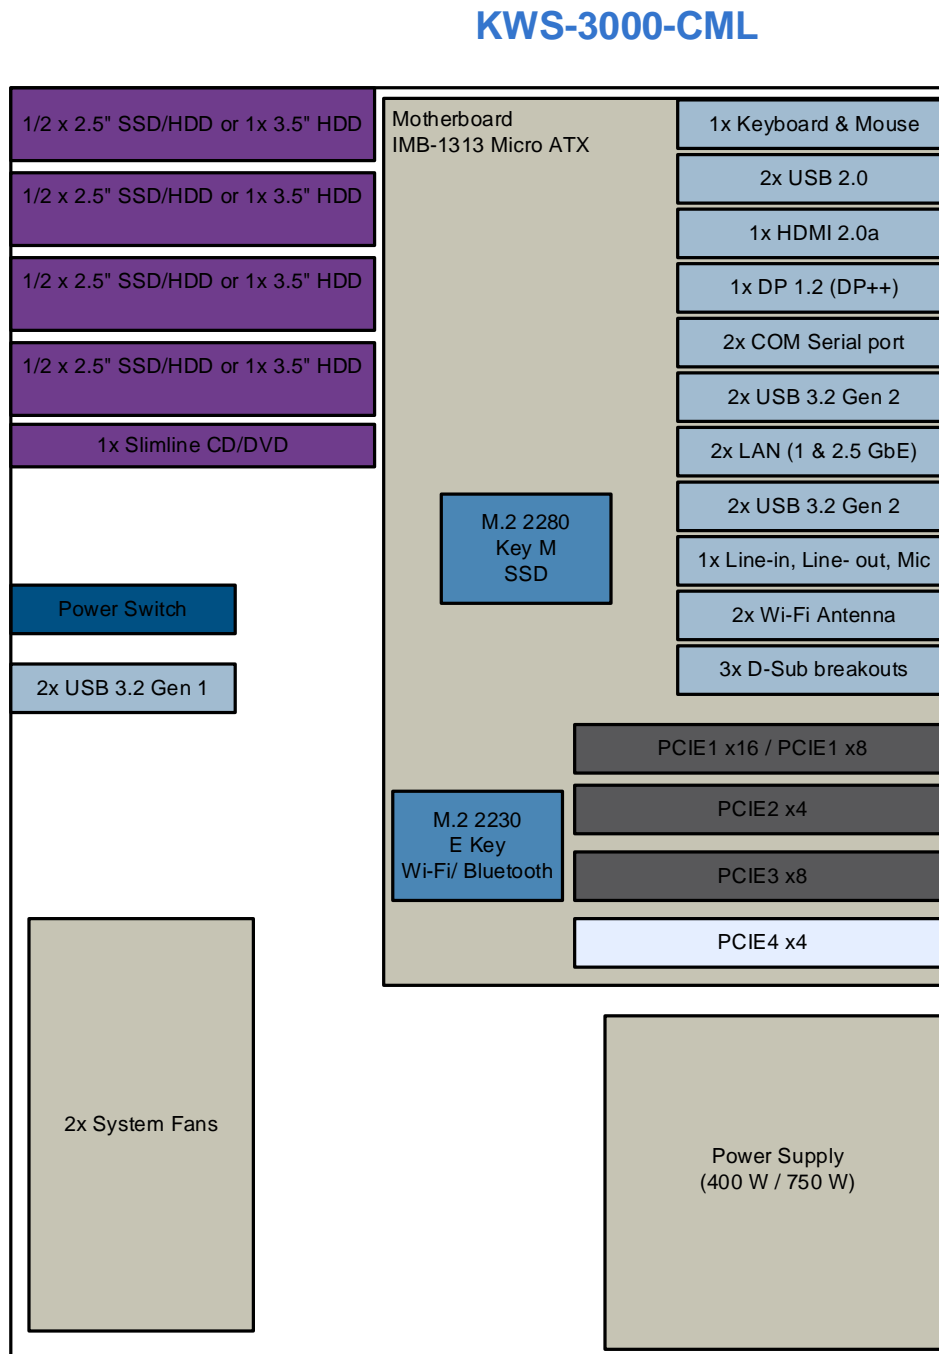 KWS-3000-CML
1/2 x 2.5" SSD/HDD or 1x 3.5" HDD
1/2 x 2.5" SSD/HDD or 1x 3.5" HDD
1/2 x 2.5" SSD/HDD or 1x 3.5" HDD
1/2 x 2.5" SSD/HDD or 1x 3.5" HDD
1x Slimline CD/DVD
Power Switch
2x USB 3.2 Gen 1
2x System Fans
Motherboard
IMB-1313 Micro ATX
1x Keyboard & Mouse
2x USB 2.0
1x HDMI 2.0a
1x DP 1.2 (DP++)
2x COM Serial port
2x USB 3.2 Gen 2
2x LAN (1 & 2.5 GbE)
2x USB 3.2 Gen 2
1x Line-in, Line- out, Mic
2x Wi-Fi Antenna
3x D-Sub breakouts
M.2 2280
Key M
SSD
M.2 2230
E Key
Wi-Fi/ Bluetooth
PCIE1 x16 / PCIE1 x8
PCIE2 x4
PCIE3 x8
PCIE4 x4
Power Supply
(400 W / 750 W)